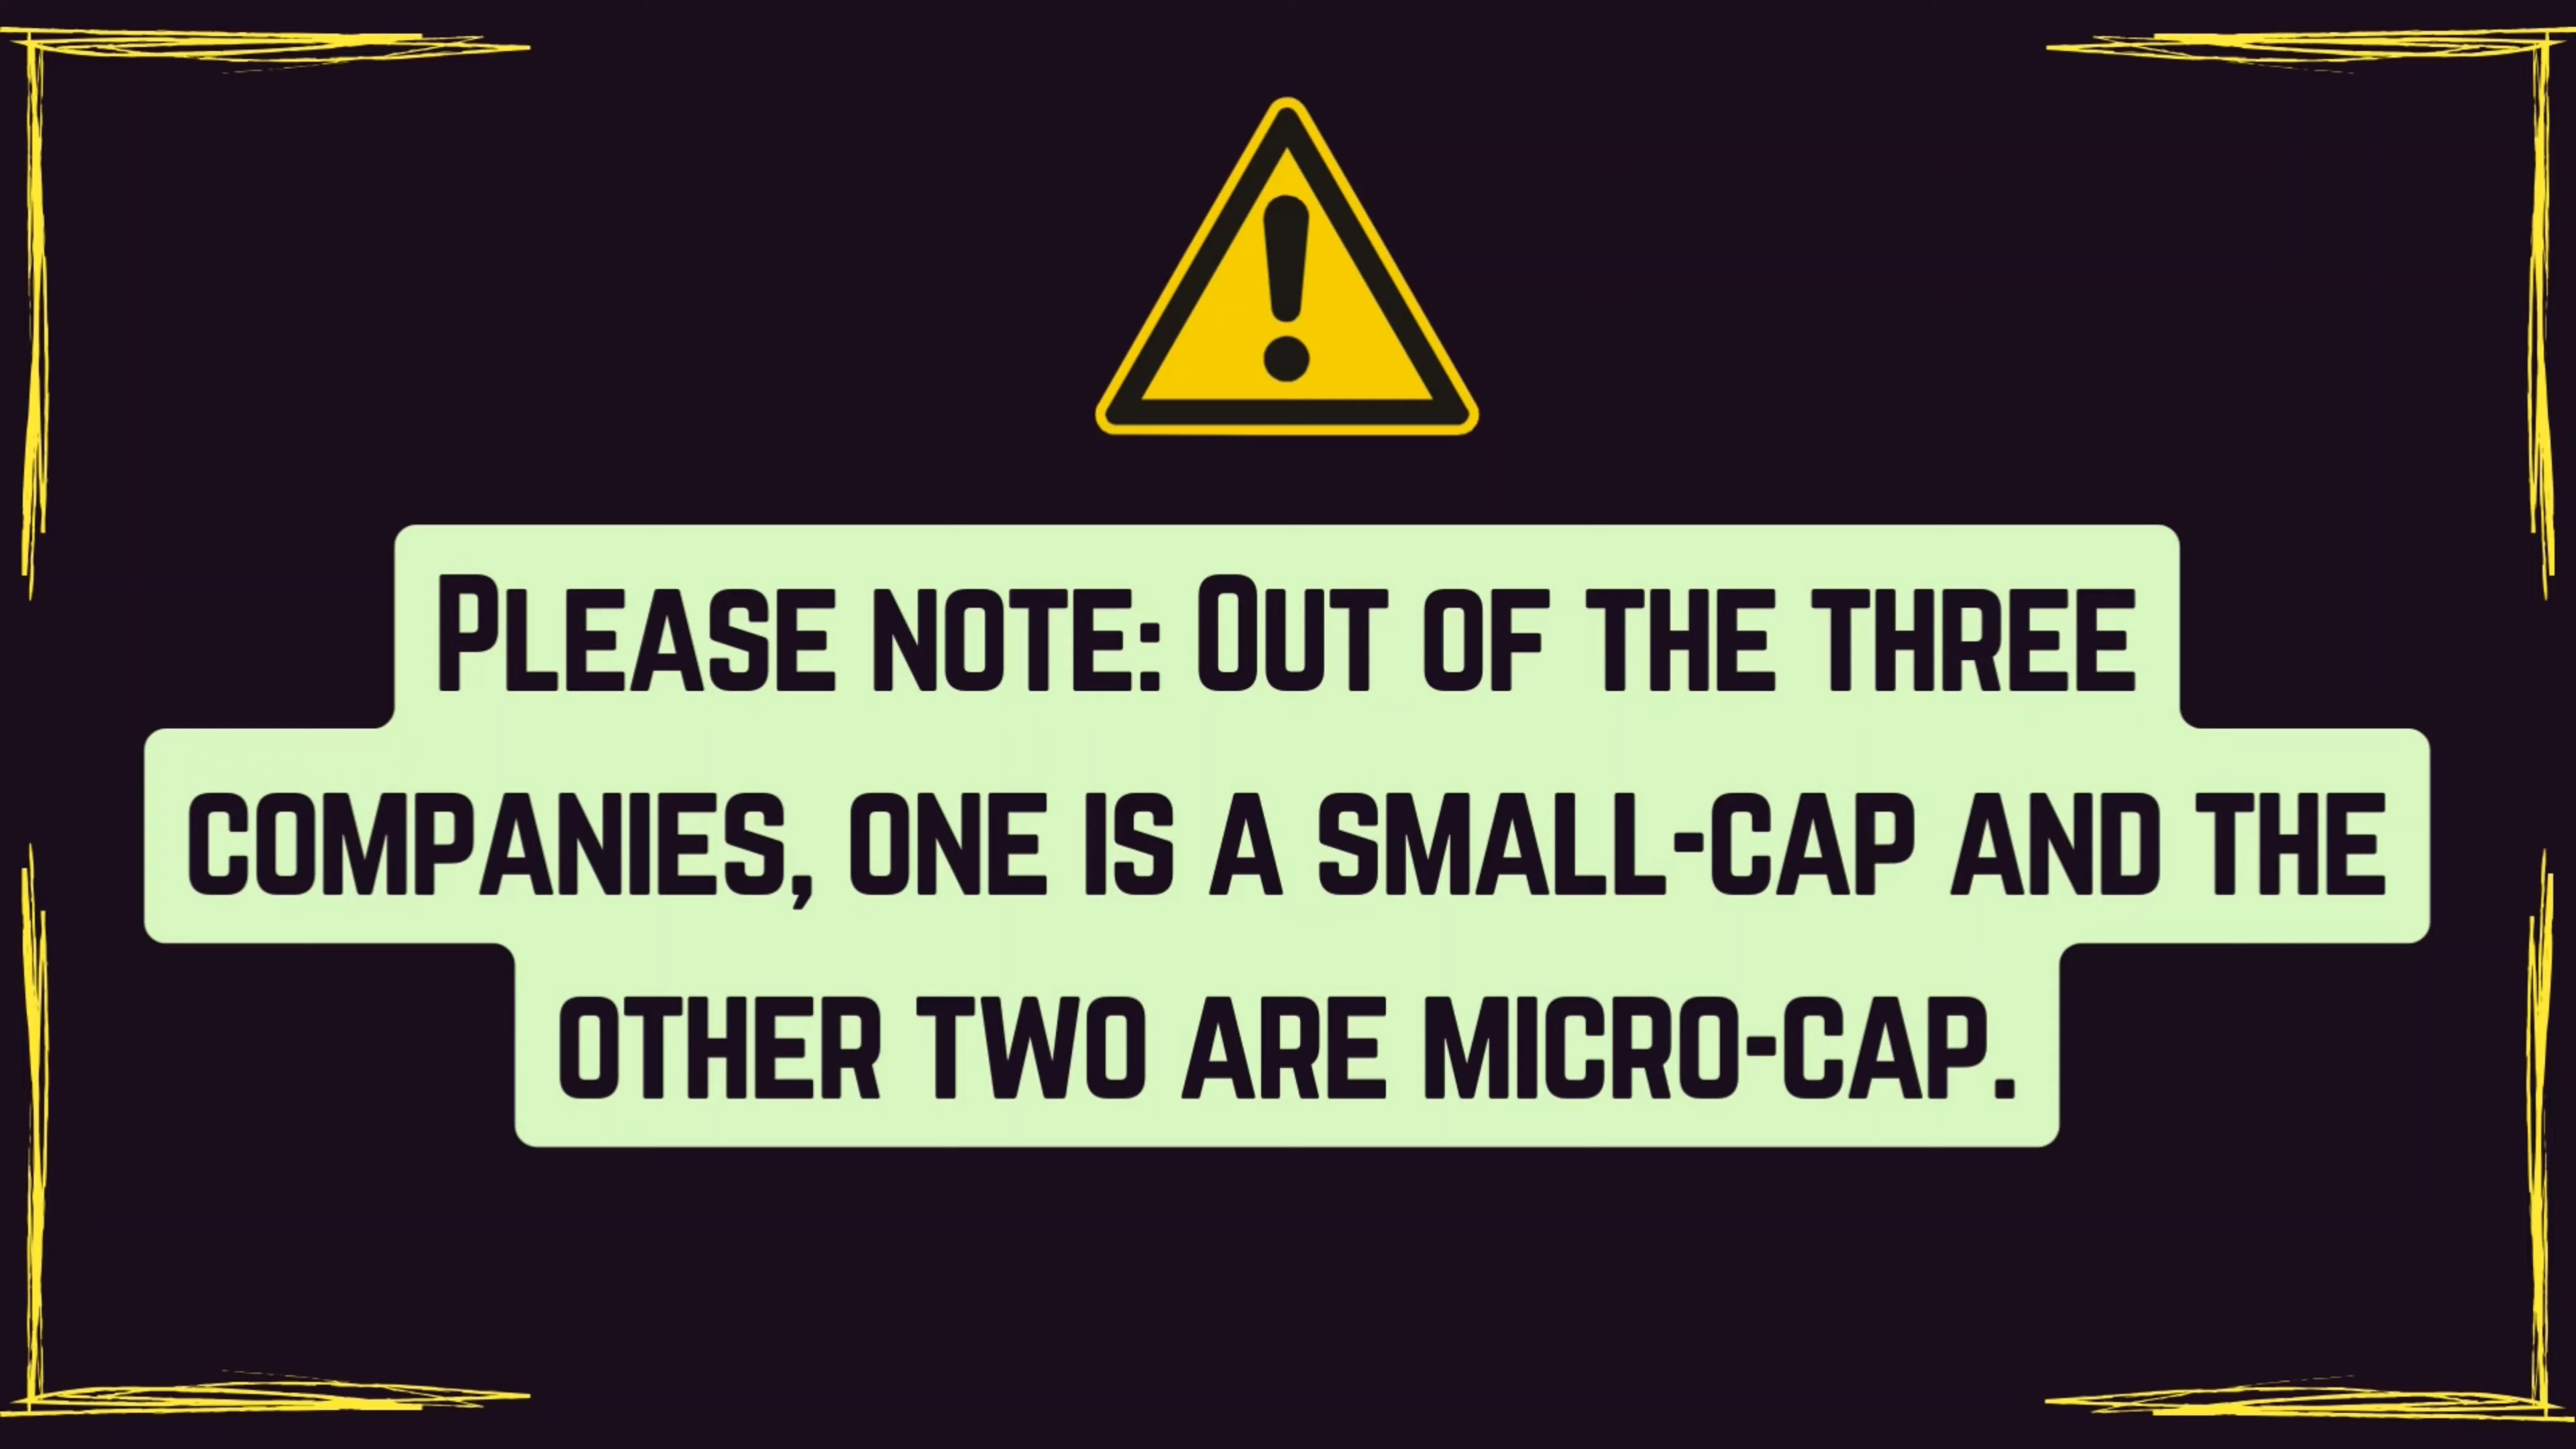 Please note: Out of the three
companies, one is a small-cap and the
other two are micro-cap.